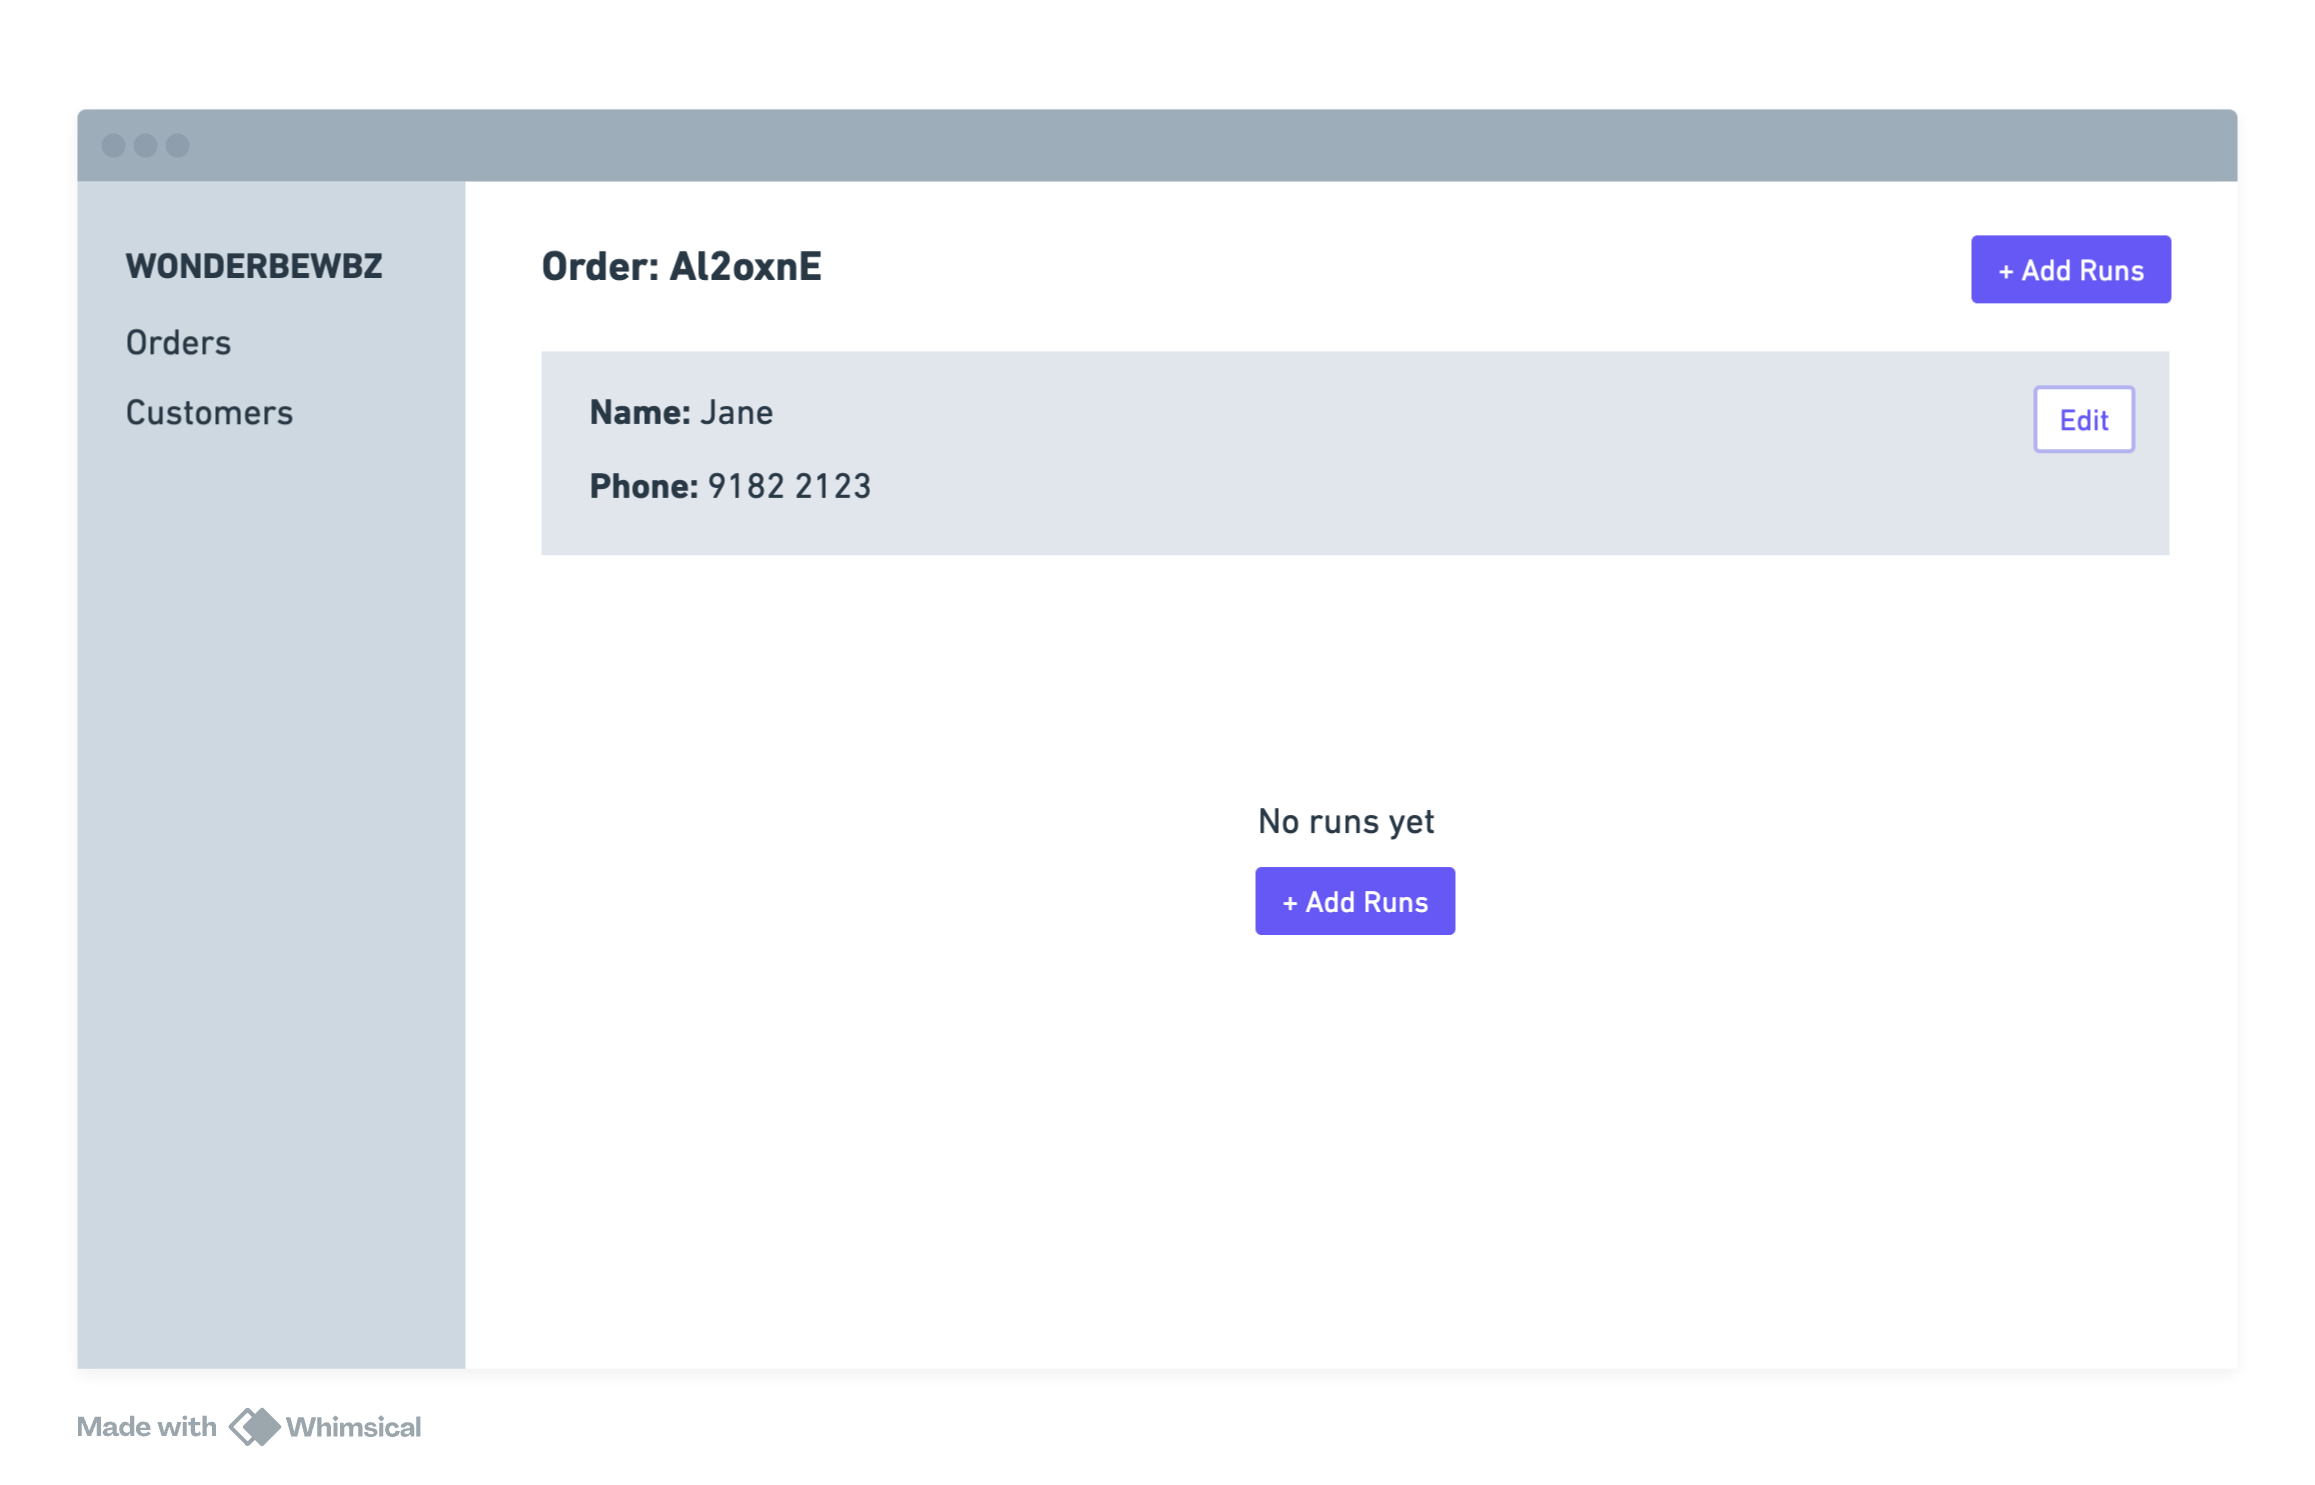 WONDERBEWBZ
Orders
Customers
Order: Al2oxnE
+ Add Runs
Name: Jane
Edit
Phone: 9182 2123
No runs yet
+ Add Runs
Made with Whimsical